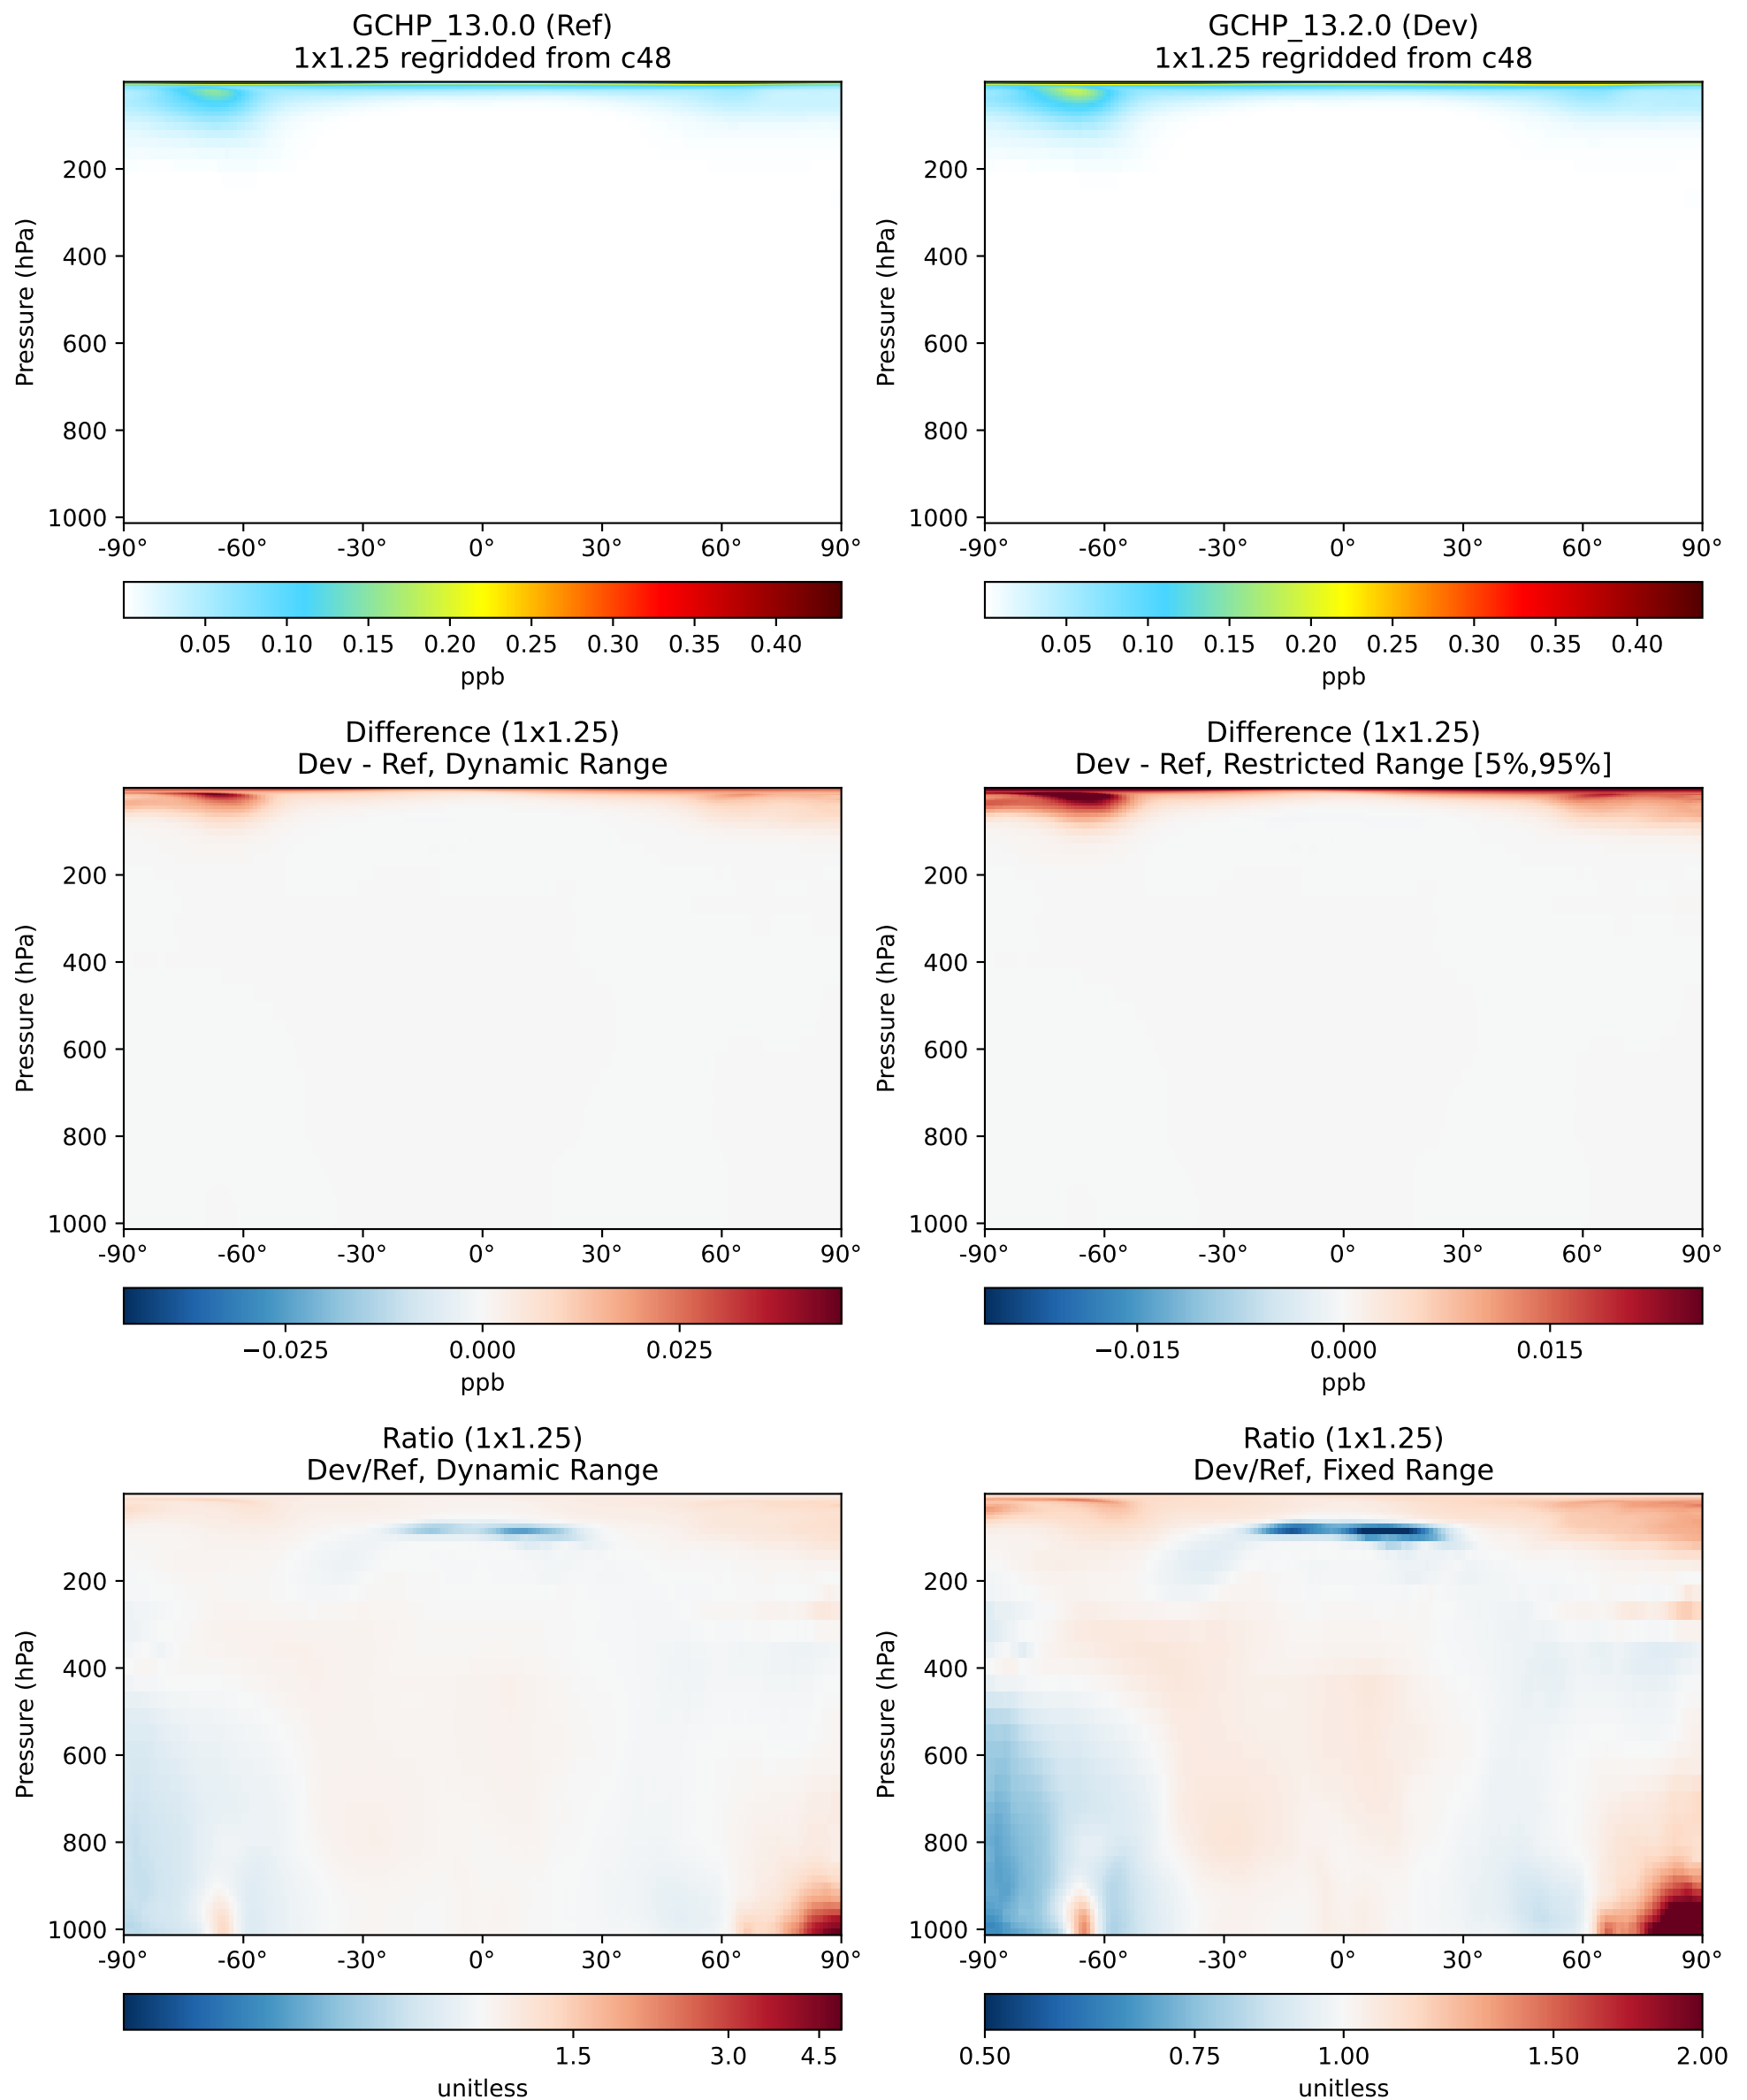 GCHP_13.0.0 (Ref)
1x1.25 regridded from c48
Pressure (hPa)
200
400
600
800
1000
-90° -60° -30° 0° 30° 60° 90°
0.05 0.10 0.15 0.20 0.25 0.30 0.35 0.40
ppb
GCHP_13.2.0 (Dev)
1x1.25 regridded from c48
Pressure (hPa)
200
400
600
800
1000
-90° -60° -30° 0° 30° 60° 90°
0.05 0.10 0.15 0.20 0.25 0.30 0.35 0.40
ppb
Difference (1x1.25)
Dev - Ref, Dynamic Range
Pressure (hPa)
200
400
600
800
1000
-90° -60° -30° 0° 30° 60° 90°
−0.025 0.000 0.025
ppb
Difference (1x1.25)
Dev - Ref, Restricted Range [5%,95%]
Pressure (hPa)
200
400
600
800
1000
-90° -60° -30° 0° 30° 60° 90°
−0.015 0.000 0.015
ppb
Ratio (1x1.25)
Dev/Ref, Dynamic Range
Pressure (hPa)
200
400
600
800
1000
-90° -60° -30° 0° 30° 60° 90°
1.5 3.0 4.5
unitless
Ratio (1x1.25)
Dev/Ref, Fixed Range
Pressure (hPa)
200
400
600
800
1000
-90° -60° -30° 0° 30° 60° 90°
0.50 0.75 1.00 1.50 2.00
unitless